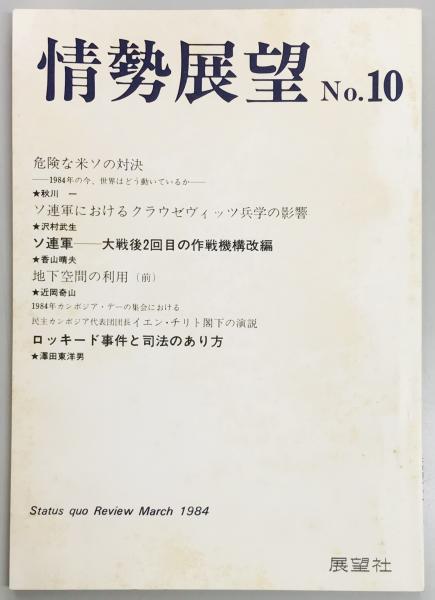 情勢展望 No.10
危険な米ソの対決
——1984年の今、世界はどう動いているか——
★秋川 一
ソ連軍におけるクラウゼヴィッツ兵学の影響
★沢村武生
ソ連軍——大戦後2回目の作戦機構改編
★香山晴夫
地下空間の利用(前)
★近岡奇山
1984年カンボジア・デーの集会における
民主カンボジア代表団団長イエン・チリト閣下の演説
ロッキード事件と司法のあり方
★澤田東洋男
Status quo Review March 1984
展望社